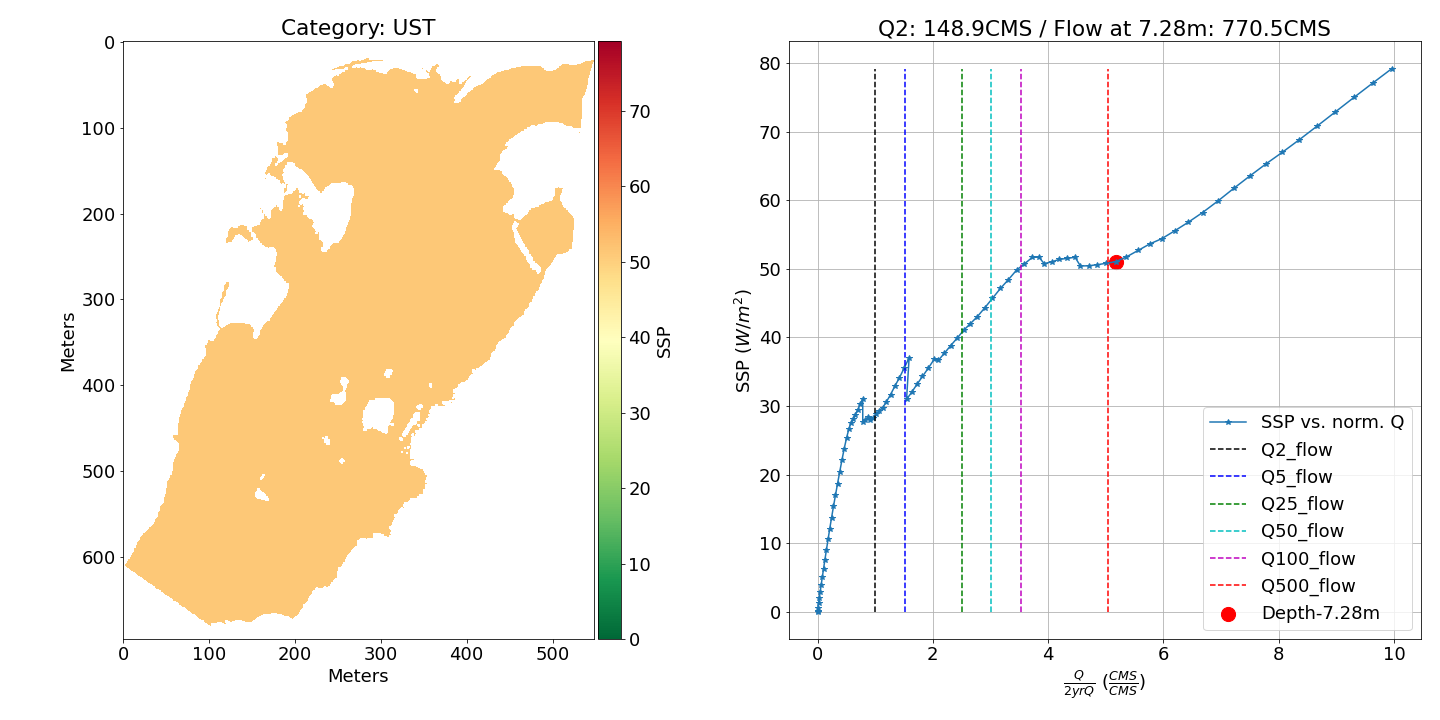 Category: UST
0
100
200
300
400
500
600
Meters
0
100
200
300
400
500
Meters
70
60
50
40
30
20
10
0
SSP
Q2: 148.9CMS / Flow at 7.28m: 770.5CMS
80
70
60
50
40
30
20
10
0
SSP (W/m²)
0
2
4
6
8
10
Q/2yrQ (CMS/CMS)
SSP vs. norm. Q
Q2_flow
Q5_flow
Q25_flow
Q50_flow
Q100_flow
Q500_flow
Depth-7.28m